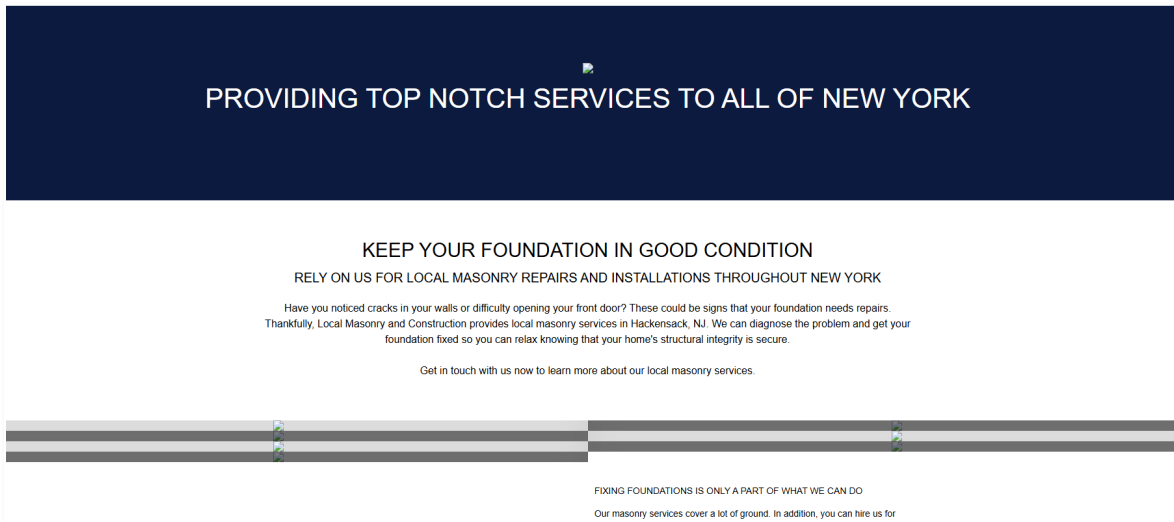 PROVIDING TOP NOTCH SERVICES TO ALL OF NEW YORK
KEEP YOUR FOUNDATION IN GOOD CONDITION
RELY ON US FOR LOCAL MASONRY REPAIRS AND INSTALLATIONS THROUGHOUT NEW YORK
Have you noticed cracks in your walls or difficulty opening your front door? These could be signs that your foundation needs repairs.
Thankfully, Local Masonry and Construction provides local masonry services in Hackensack, NJ. We can diagnose the problem and get your
foundation fixed so you can relax knowing that your home's structural integrity is secure.
Get in touch with us now to learn more about our local masonry services.
FIXING FOUNDATIONS IS ONLY A PART OF WHAT WE CAN DO
Our masonry services cover a lot of ground. In addition, you can hire us for